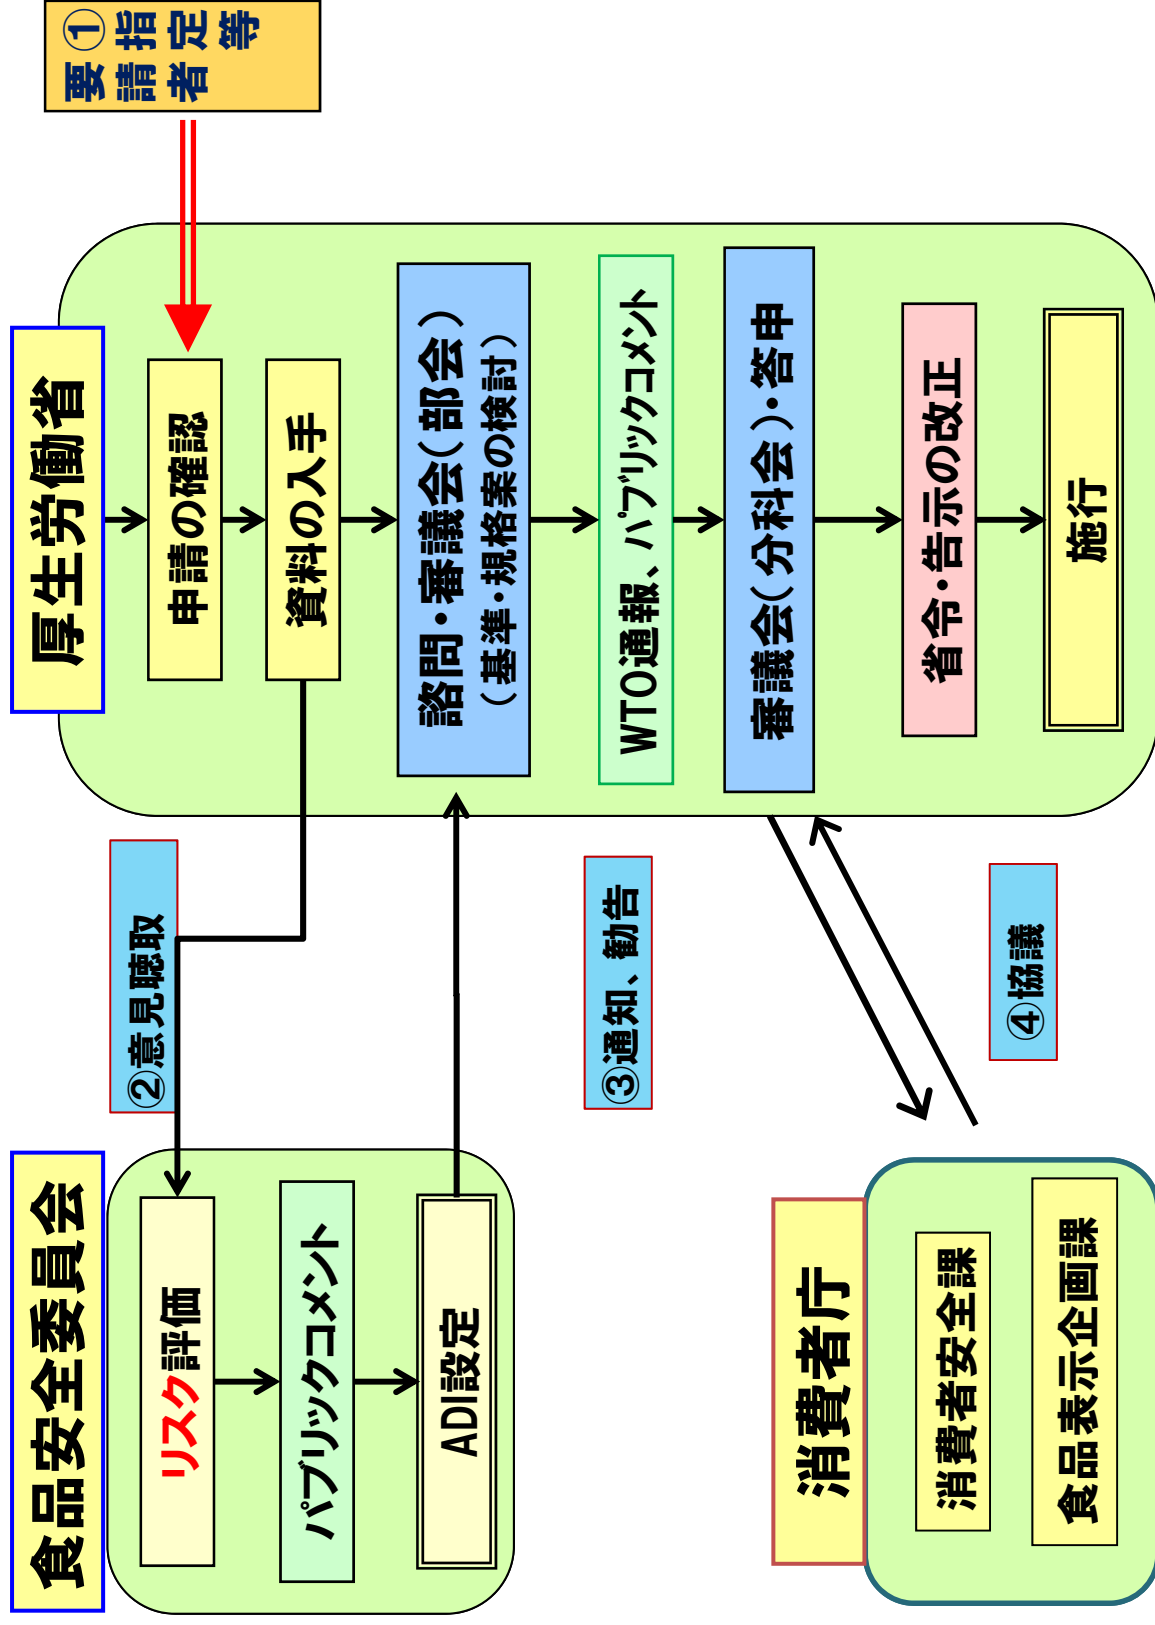 食品安全委員会
リスク評価
パブリックコメント
ADI設定
②意見聴取
③通知、勧告
厚生労働省
申請の確認
資料の入手
諮問・審議会(部会)
(基準・規格案の検討)
WTO通報、パブリックコメント
審議会(分科会)・答申
省令・告示の改正
施行
①指定等
要請者
④協議
消費者庁
消費者安全課
食品表示企画課